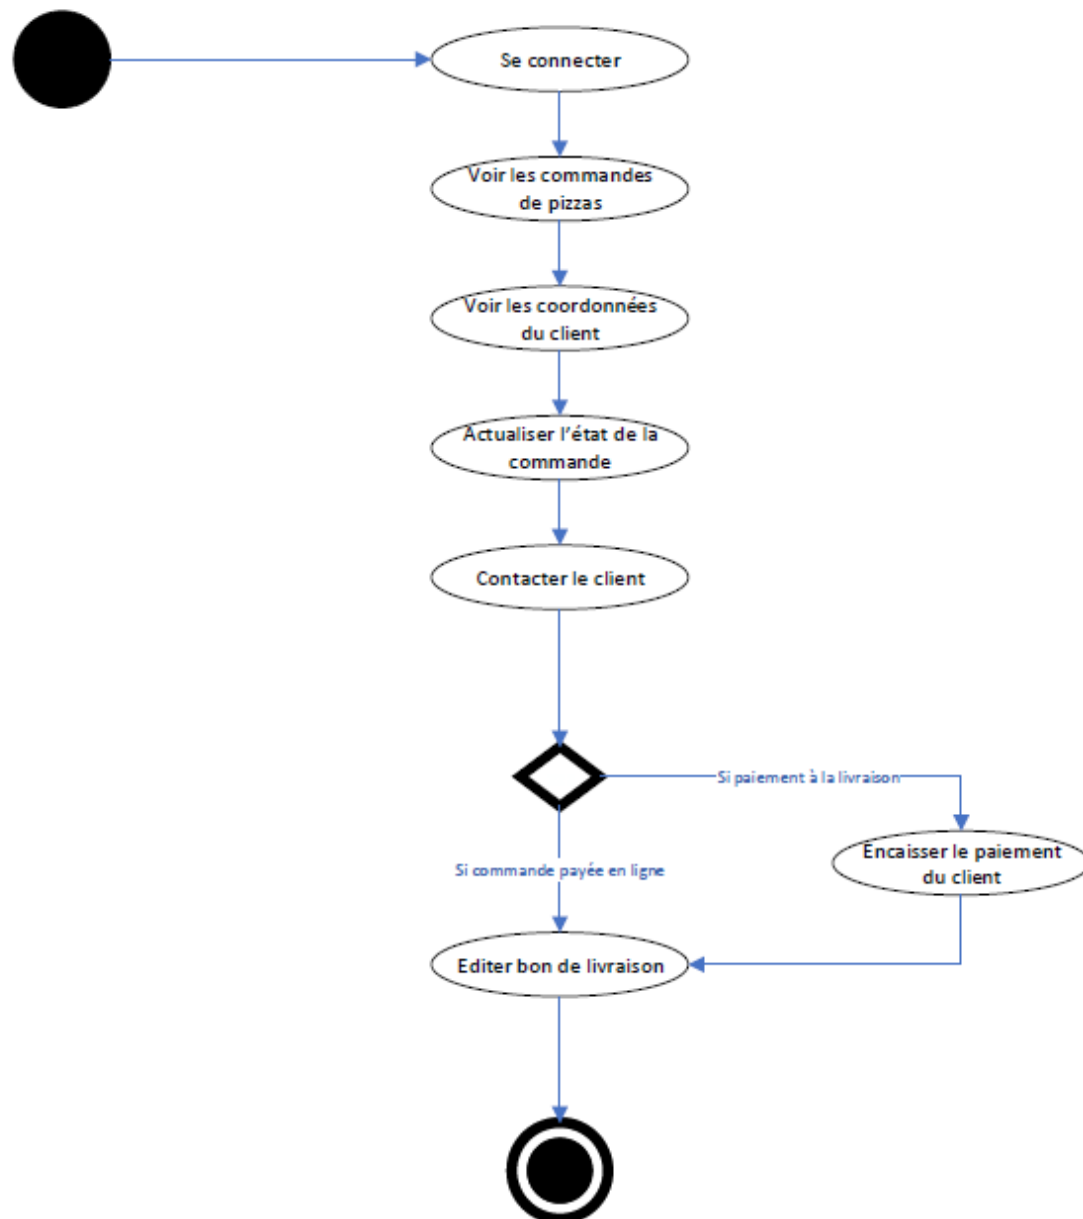 Se connecter
Voir les commandes
de pizzas
Voir les coordonnées
du client
Actualiser l'état de la
commande
Contacter le client
Si paiement à la livraison
Encaisser le paiement
du client
Si commande payée en ligne
Editer bon de livraison